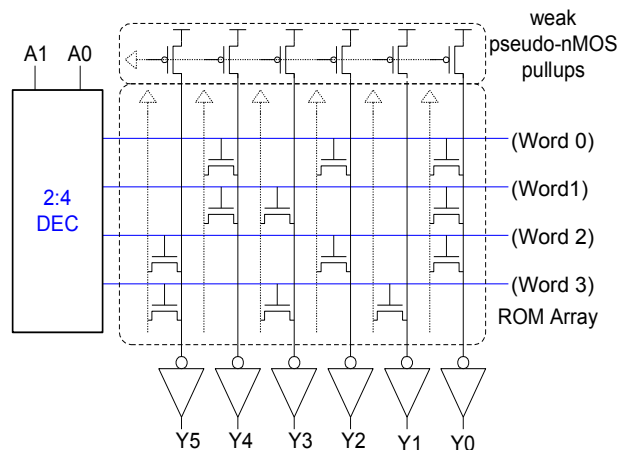 weak
pseudo-nMOS
pullups
A1 A0
2:4
DEC
(Word 0)
(Word1)
(Word 2)
(Word 3)
ROM Array
Y5 Y4 Y3 Y2 Y1 Y0